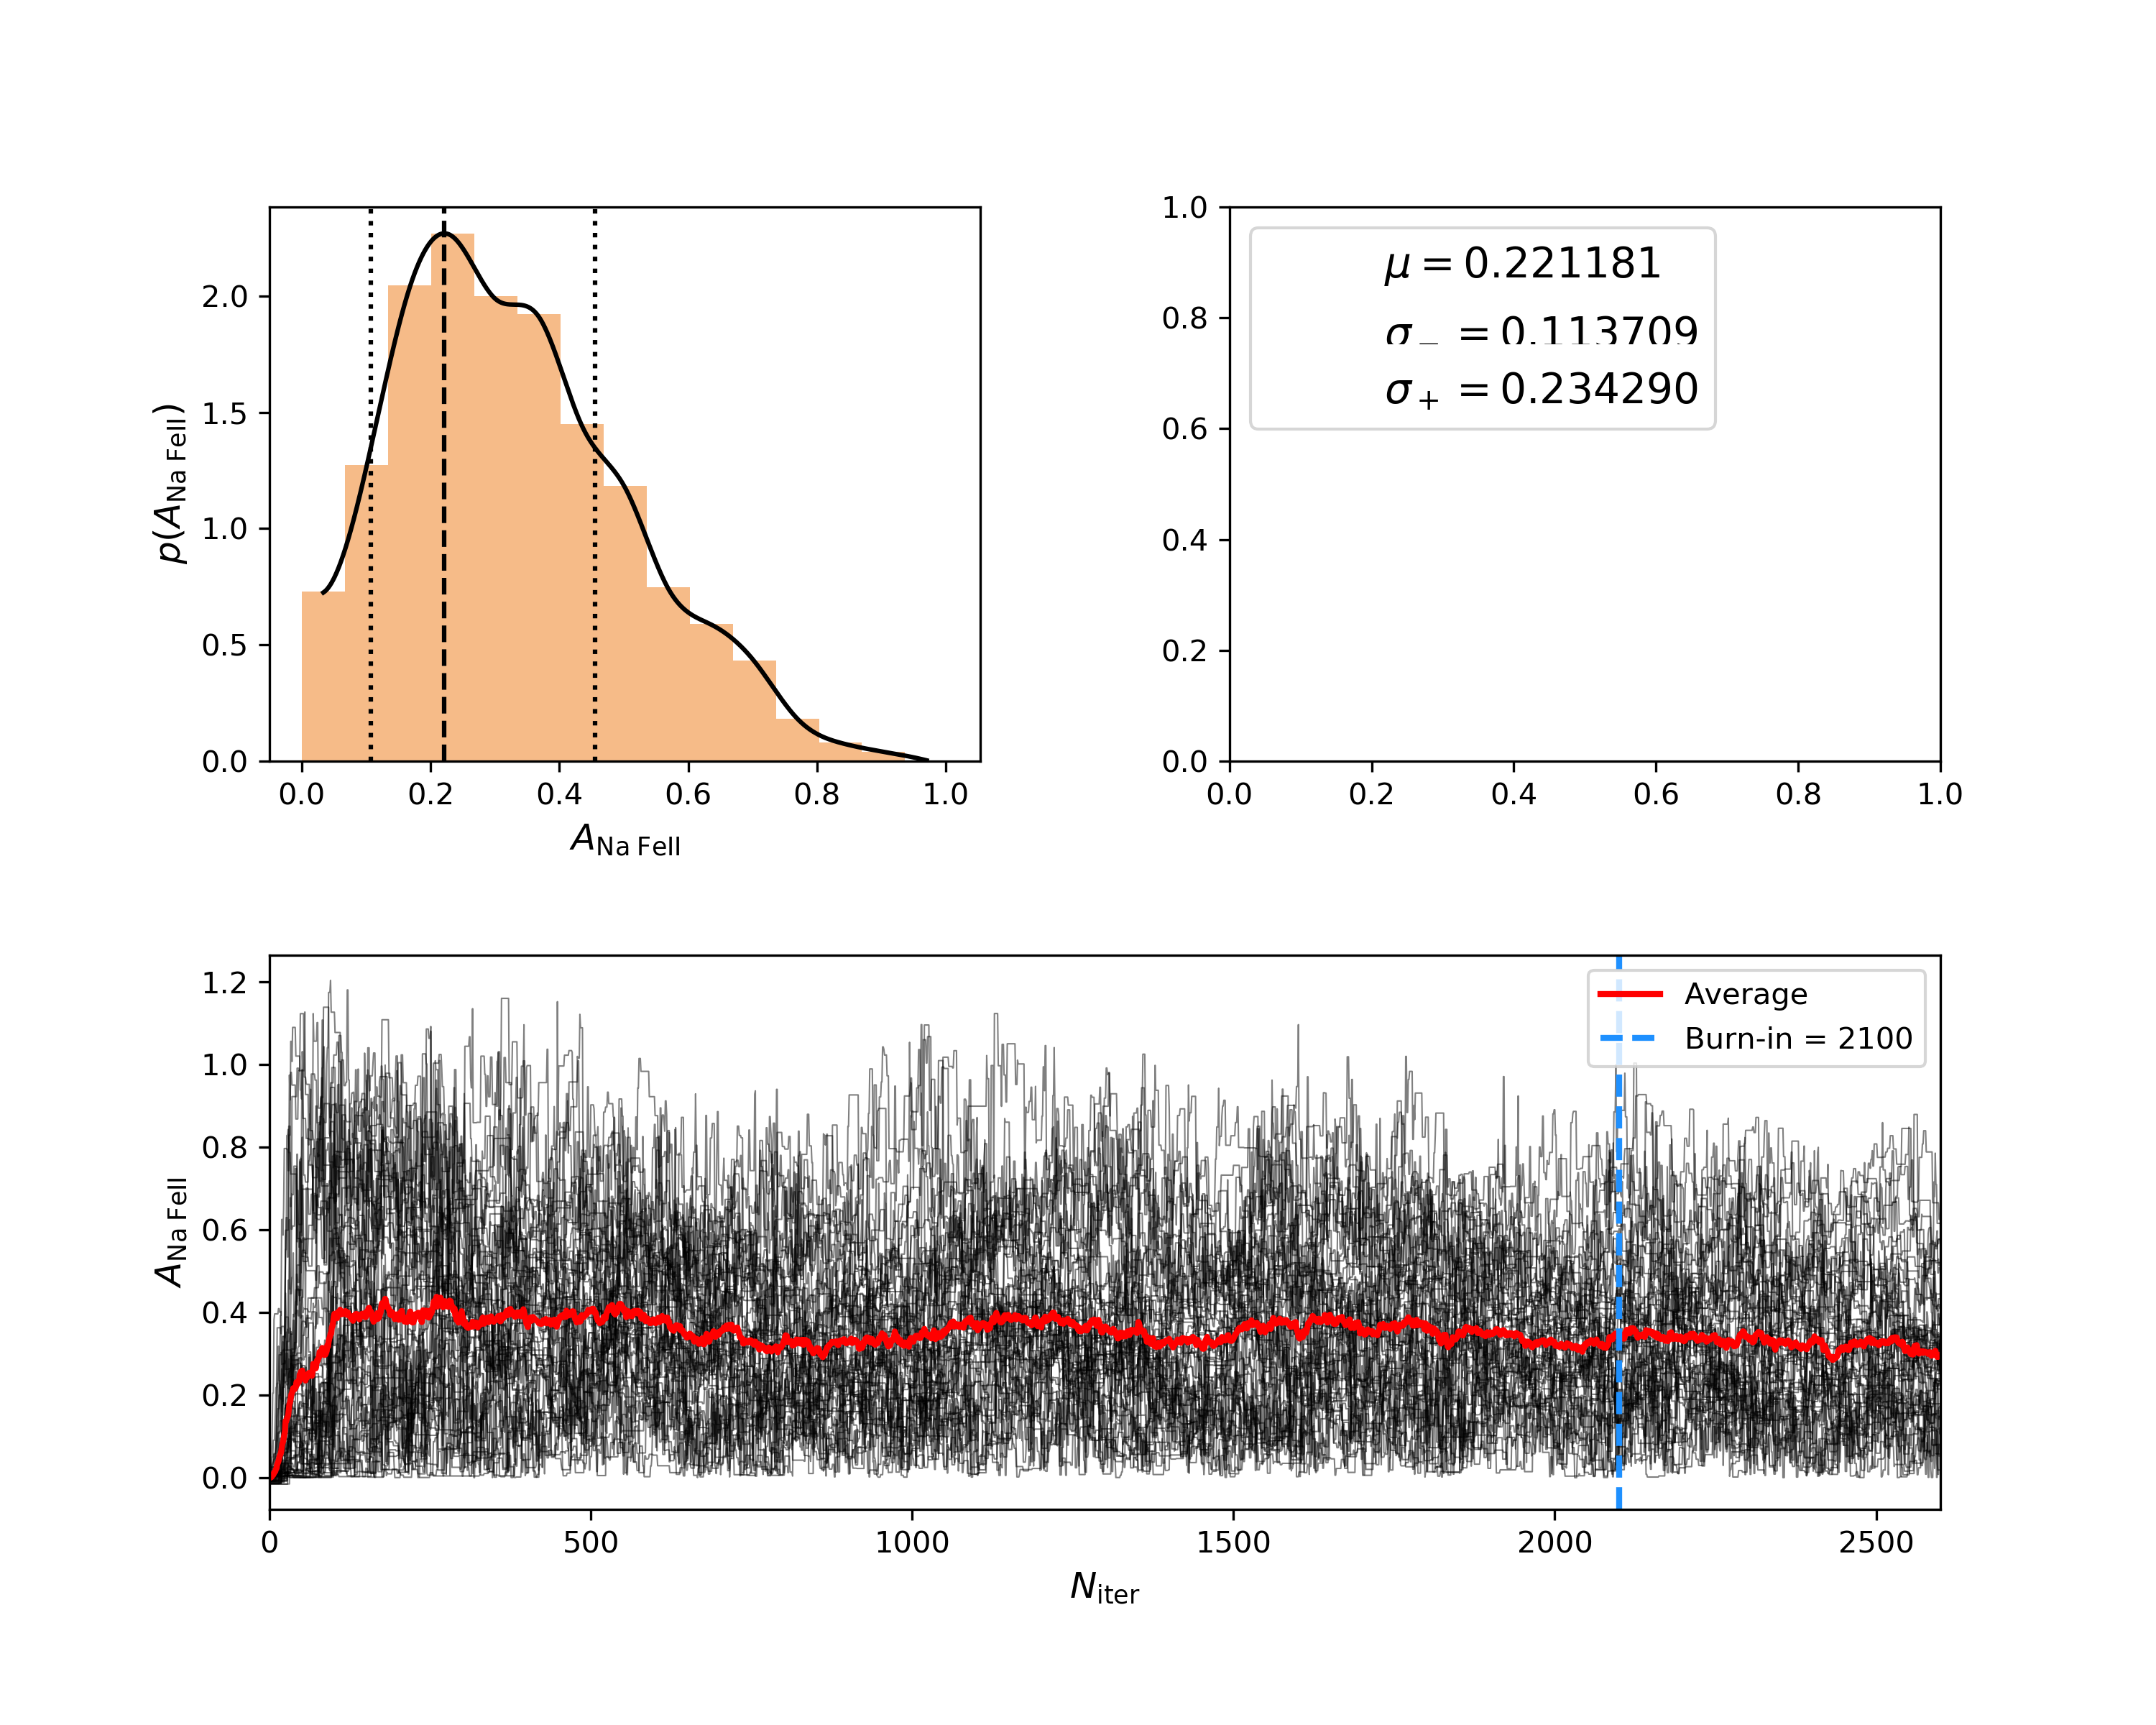 2.0
1.5
1.0
0.5
0.0
p(A_Na FeII)
0.0 0.2 0.4 0.6 0.8 1.0
A_Na FeII
1.0
0.8
0.6
0.4
0.2
0.0
μ = 0.221181
σ₋ = 0.113709
σ₊ = 0.234290
0.0 0.2 0.4 0.6 0.8 1.0
1.2
1.0
0.8
0.6
0.4
0.2
0.0
A_Na FeII
Average
Burn-in = 2100
0 500 1000 1500 2000 2500
N_iter